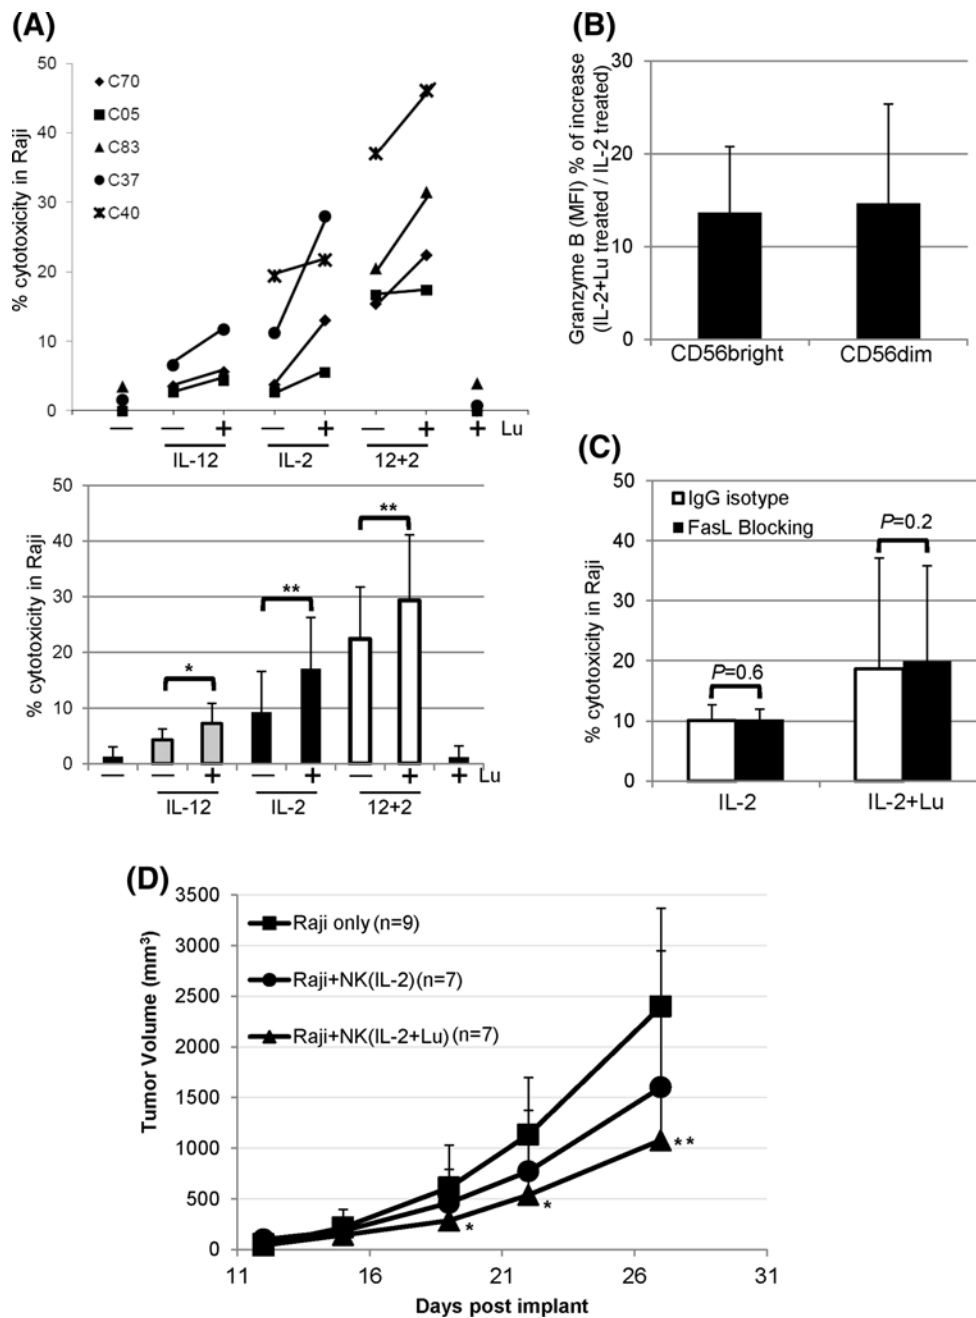 (A)
% cytotoxicity in Raji
50
40
30
20
10
0
C70
C05
C83
C37
C40
— — + — + — + + Lu
IL-12 IL-2 12+2
% cytotoxicity in Raji
50
40
30
20
10
0
*
**
**
— — + — + — + + Lu
IL-12 IL-2 12+2
(B)
Granzyme B (MFI) % of increase
(IL-2+Lu treated / IL-2 treated)
30
20
10
0
CD56bright CD56dim
(C)
% cytotoxicity in Raji
50
40
30
20
10
0
IgG isotype
FasL Blocking
P=0.6
P=0.2
IL-2 IL-2+Lu
(D)
Tumor Volume (mm³)
3500
3000
2500
2000
1500
1000
500
0
Raji only (n=9)
Raji+NK(IL-2) (n=7)
Raji+NK(IL-2+Lu) (n=7)
*
*
**
11 16 21 26 31
Days post implant